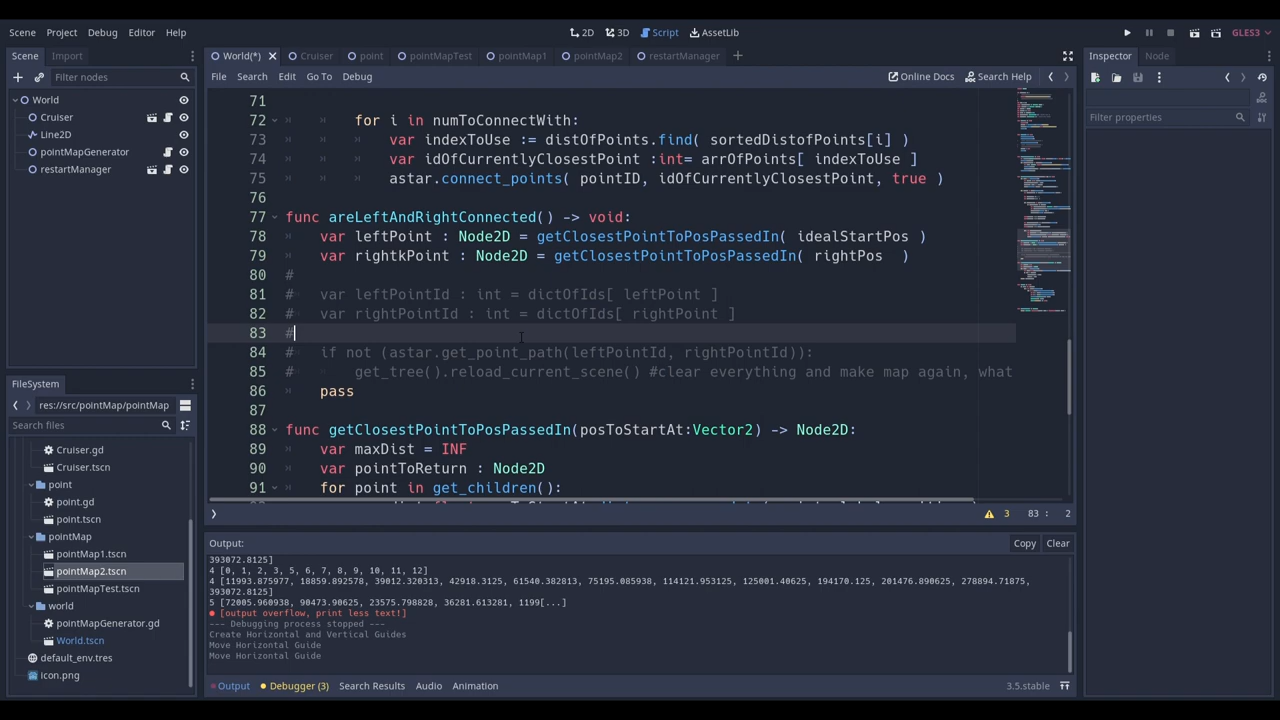 Scene Project Debug Editor Help
2D 3D Script AssetLib
GLES3
Scene Import
World(*) Cruiser point pointMapTest pointMap1 pointMap2 restartManager
Inspector Node
Filter nodes
File Search Edit Go To Debug
Online Docs Search Help
World
Cruiser
Line2D
pointMapGenerator
restartManager
Filter properties
71
72 for i in numToConnectWith:
73 var indexToUse := distOfPoints.find( sortedDistofPoints[i] )
74 var idOfCurrentlyClosestPoint :int= arrOfPoints[ indexToUse ]
75 astar.connect_points( pointID, idOfCurrentlyClosestPoint, true )
76
77 func areLeftAndRightConnected() -> void:
78 var leftPoint : Node2D = getClosestPointToPosPassedIn( idealStartPos )
79 var rightkPoint : Node2D = getClosestPointToPosPassedIn( rightPos )
80 #
81 # var leftPointId : int = dictOfIds[ leftPoint ]
82 # var rightPointId : int = dictOfIds[ rightPoint ]
83 #
84 # if not (astar.get_point_path(leftPointId, rightPointId)):
85 # get_tree().reload_current_scene() #clear everything and make map again, what
86 pass
87
88 func getClosestPointToPosPassedIn(posToStartAt:Vector2) -> Node2D:
89 var maxDist = INF
90 var pointToReturn : Node2D
91 for point in get_children():
3 83 : 2
FileSystem
res://src/pointMap/pointMap
Search files
Cruiser.gd
Cruiser.tscn
point
point.gd
point.tscn
pointMap
pointMap1.tscn
pointMap2.tscn
pointMapTest.tscn
world
pointMapGenerator.gd
World.tscn
default_env.tres
icon.png
Output:
Copy Clear
393072.8125]
4 [0, 1, 2, 3, 5, 6, 7, 8, 9, 10, 11, 12]
4 [11993.875977, 18859.892578, 39012.320313, 42918.3125, 61540.382813, 75195.085938, 114121.953125, 125001.40625, 194170.125, 201476.890625, 278894.71875,
393072.8125]
5 [72005.960938, 90473.90625, 23575.798828, 36281.613281, 1199[...]
[output overflow, print less text!]
--- Debugging process stopped ---
Create Horizontal and Vertical Guides
Move Horizontal Guide
Move Horizontal Guide
Output Debugger (3) Search Results Audio Animation
3.5.stable